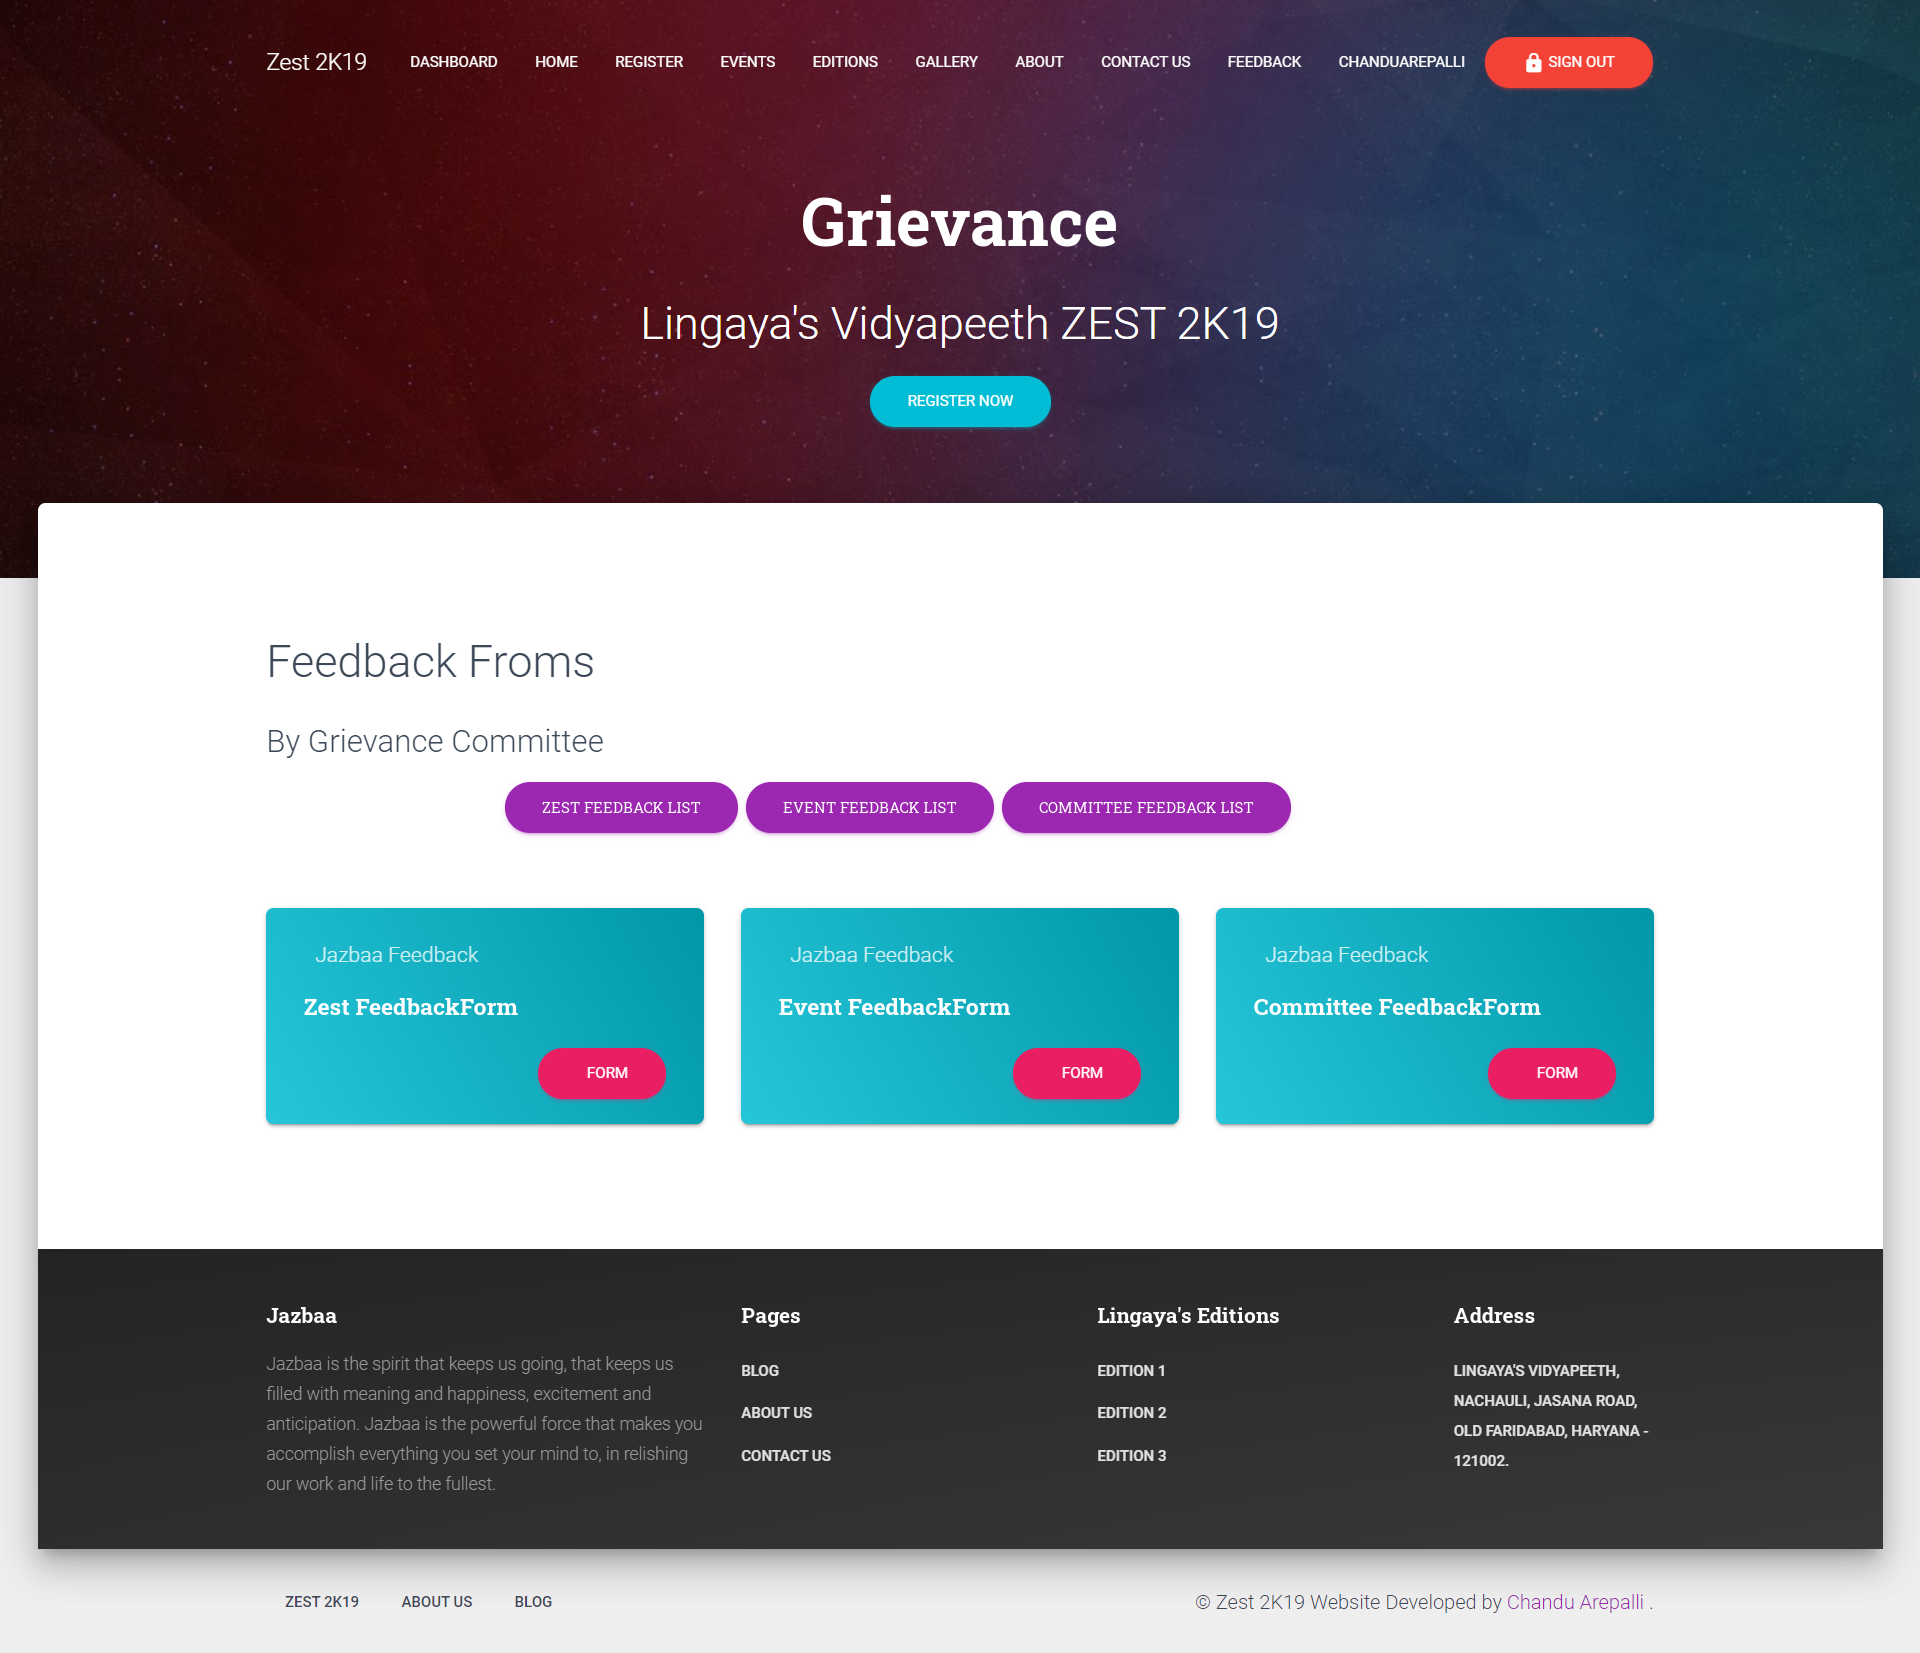 Zest 2K19 DASHBOARD HOME REGISTER EVENTS EDITIONS GALLERY ABOUT CONTACT US FEEDBACK CHANDUAREPALLI SIGN OUT
Grievance
Lingaya's Vidyapeeth ZEST 2K19
REGISTER NOW
Feedback Froms
By Grievance Committee
ZEST FEEDBACK LIST EVENT FEEDBACK LIST COMMITTEE FEEDBACK LIST
Jazbaa Feedback
Zest FeedbackForm
FORM
Jazbaa Feedback
Event FeedbackForm
FORM
Jazbaa Feedback
Committee FeedbackForm
FORM
Jazbaa
Jazbaa is the spirit that keeps us going, that keeps us
filled with meaning and happiness, excitement and
anticipation. Jazbaa is the powerful force that makes you
accomplish everything you set your mind to, in relishing
our work and life to the fullest.
Pages
BLOG
ABOUT US
CONTACT US
Lingaya's Editions
EDITION 1
EDITION 2
EDITION 3
Address
LINGAYA'S VIDYAPEETH,
NACHAULI, JASANA ROAD,
OLD FARIDABAD, HARYANA -
121002.
ZEST 2K19 ABOUT US BLOG
© Zest 2K19 Website Developed by Chandu Arepalli .